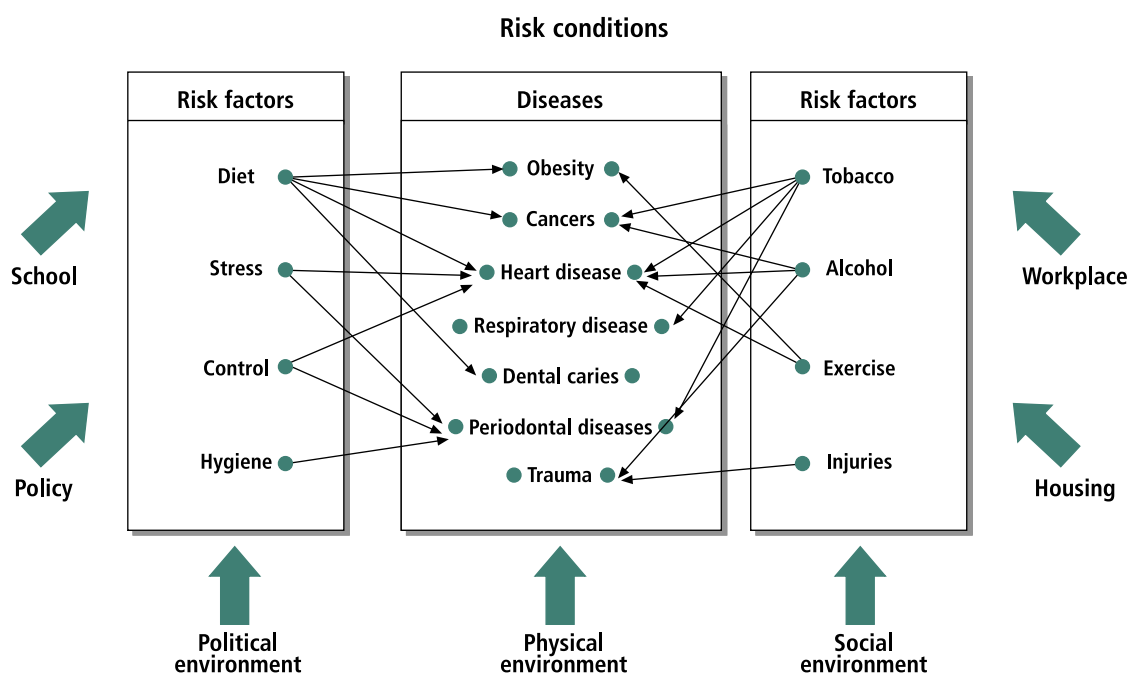 Risk conditions
Risk factors
Diseases
Risk factors
Diet
Obesity
Tobacco
Cancers
School
Stress
Heart disease
Alcohol
Workplace
Respiratory disease
Control
Dental caries
Exercise
Periodontal diseases
Policy
Hygiene
Trauma
Injuries
Housing
Political
environment
Physical
environment
Social
environment